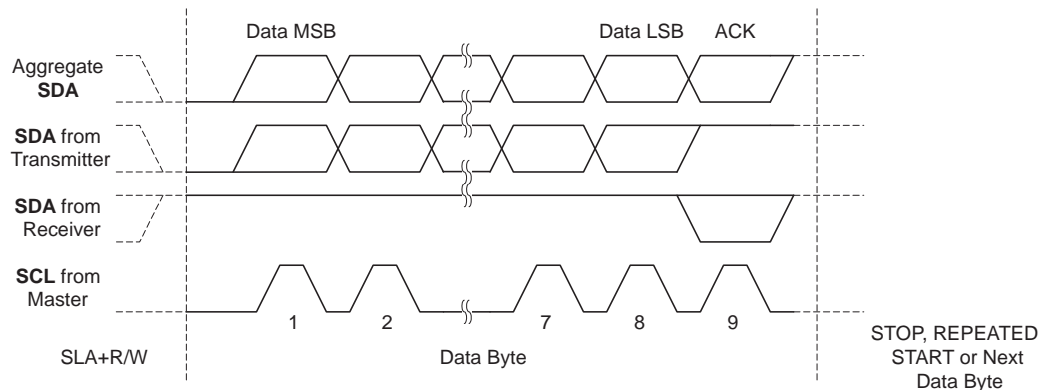 Data MSB
Data LSB
ACK
Aggregate
SDA
SDA from
Transmitter
SDA from
Receiver
SCL from
Master
1
2
7
8
9
SLA+R/W
Data Byte
STOP, REPEATED
START or Next
Data Byte